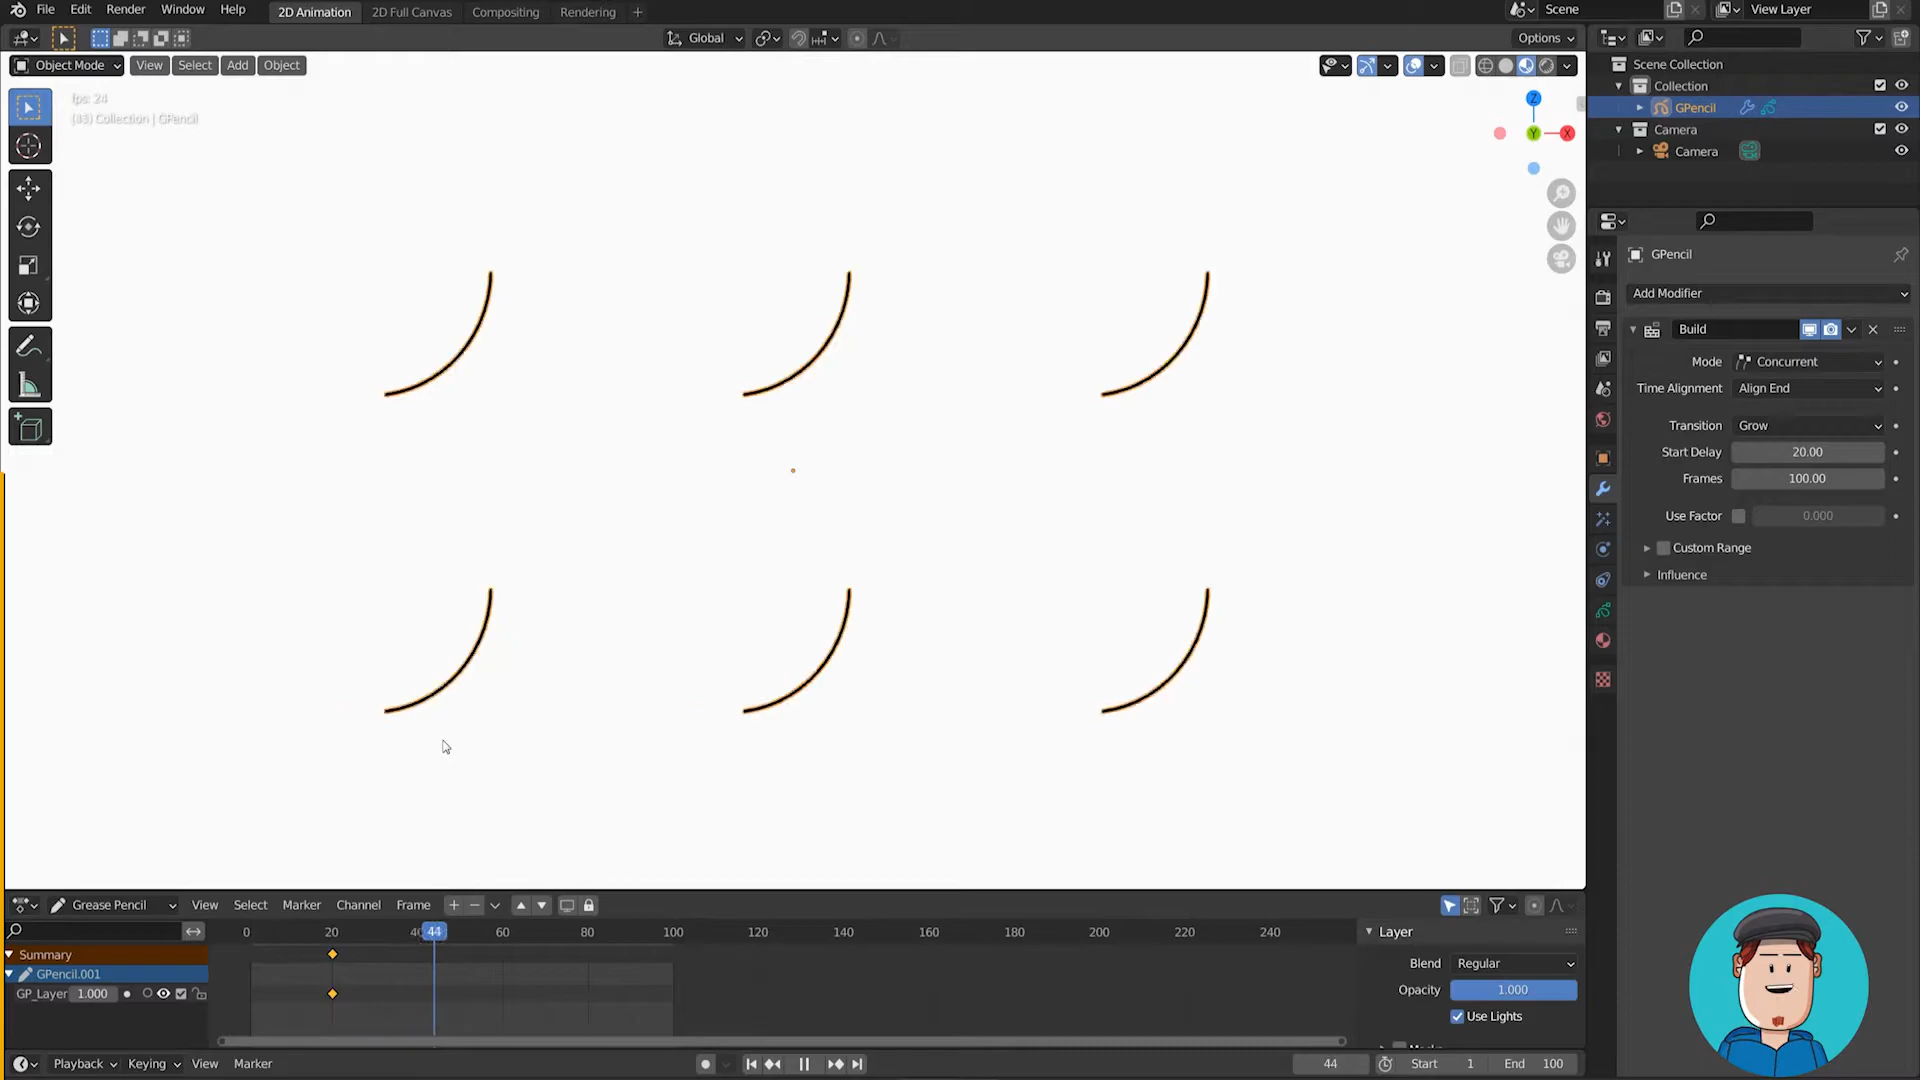 File Edit Render Window Help 2D Animation 2D Full Canvas Compositing Rendering + Scene View Layer
Global Options
Object Mode View Select Add Object
fps: 24
Collection | GPencil
Z
Y
X
Scene Collection
Collection
GPencil
Camera
Camera
GPencil
Add Modifier
Build
Mode Concurrent
Time Alignment Align End
Transition Grow
Start Delay 20.00
Frames 100.00
Use Factor 0.000
Custom Range
Influence
Grease Pencil View Select Marker Channel Frame
0 20 44 60 80 100 120 140 160 180 200 220 240
Summary
GPencil.001
GP_Layer 1.000
Layer
Blend Regular
Opacity 1.000
Use Lights
Playback Keying View Marker 44 Start 1 End 100